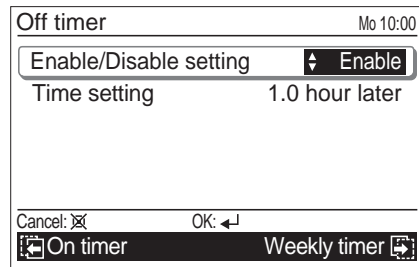 Off timer Mo 10:00
Enable/Disable setting Enable
Time setting 1.0 hour later
Cancel: OK:
On timer Weekly timer